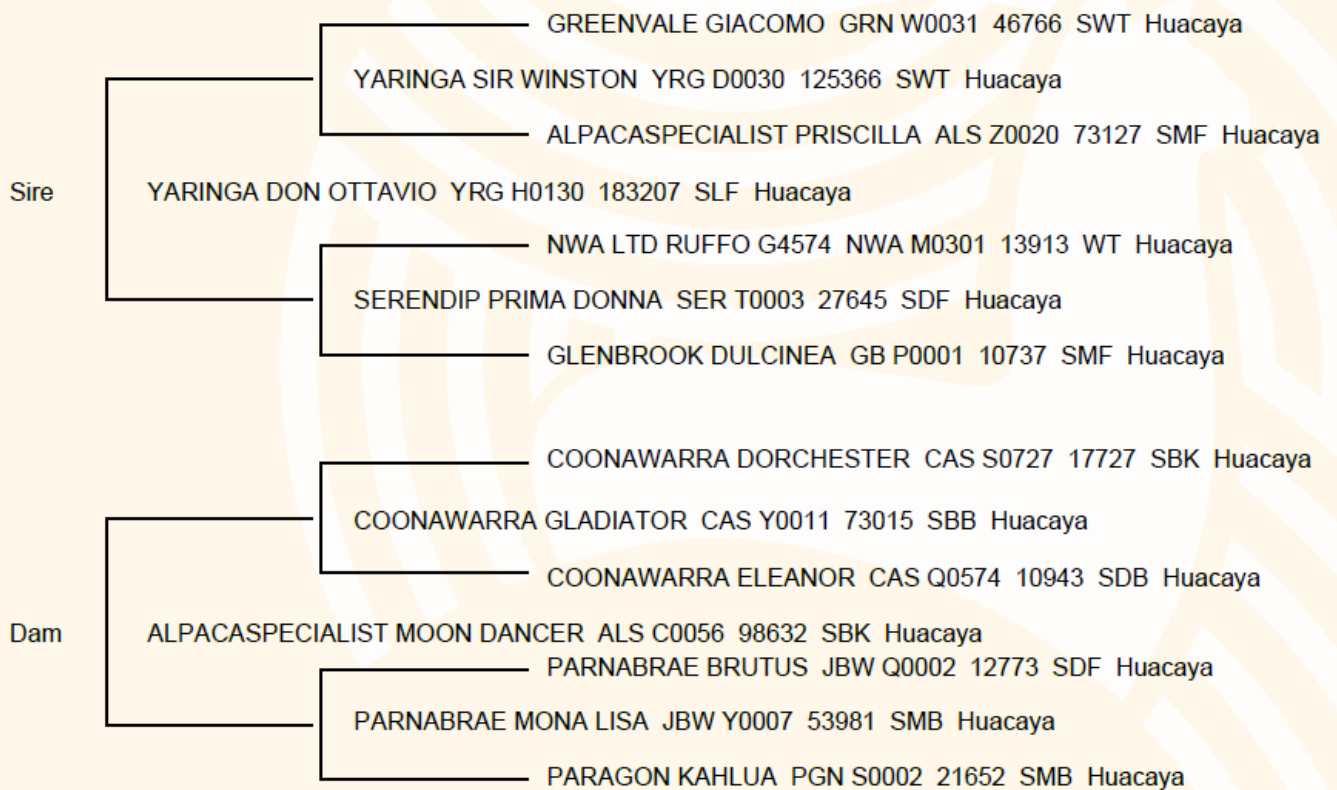 GREENVALE GIACOMO GRN W0031 46766 SWT Huacaya
YARINGA SIR WINSTON YRG D0030 125366 SWT Huacaya
ALPACASPECIALIST PRISCILLA ALS Z0020 73127 SMF Huacaya
Sire YARINGA DON OTTAVIO YRG H0130 183207 SLF Huacaya
NWA LTD RUFFO G4574 NWA M0301 13913 WT Huacaya
SERENDIP PRIMA DONNA SER T0003 27645 SDF Huacaya
GLENBROOK DULCINEA GB P0001 10737 SMF Huacaya
COONAWARRA DORCHESTER CAS S0727 17727 SBK Huacaya
COONAWARRA GLADIATOR CAS Y0011 73015 SBB Huacaya
COONAWARRA ELEANOR CAS Q0574 10943 SDB Huacaya
Dam ALPACASPECIALIST MOON DANCER ALS C0056 98632 SBK Huacaya
PARNABRAE BRUTUS JBW Q0002 12773 SDF Huacaya
PARNABRAE MONA LISA JBW Y0007 53981 SMB Huacaya
PARAGON KAHLUA PGN S0002 21652 SMB Huacaya